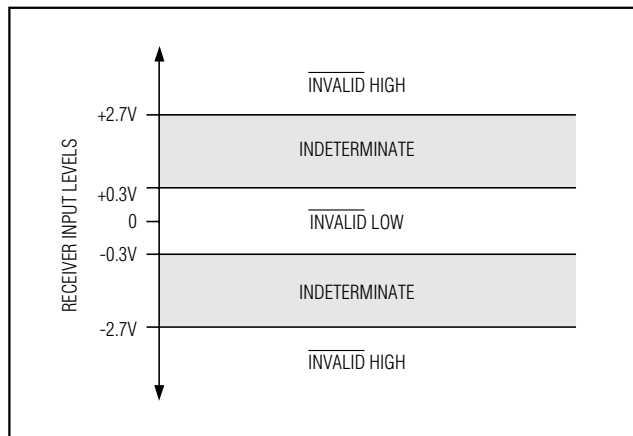 INVALID HIGH
+2.7V
INDETERMINATE
+0.3V
0
INVALID LOW
-0.3V
INDETERMINATE
-2.7V
INVALID HIGH
RECEIVER INPUT LEVELS